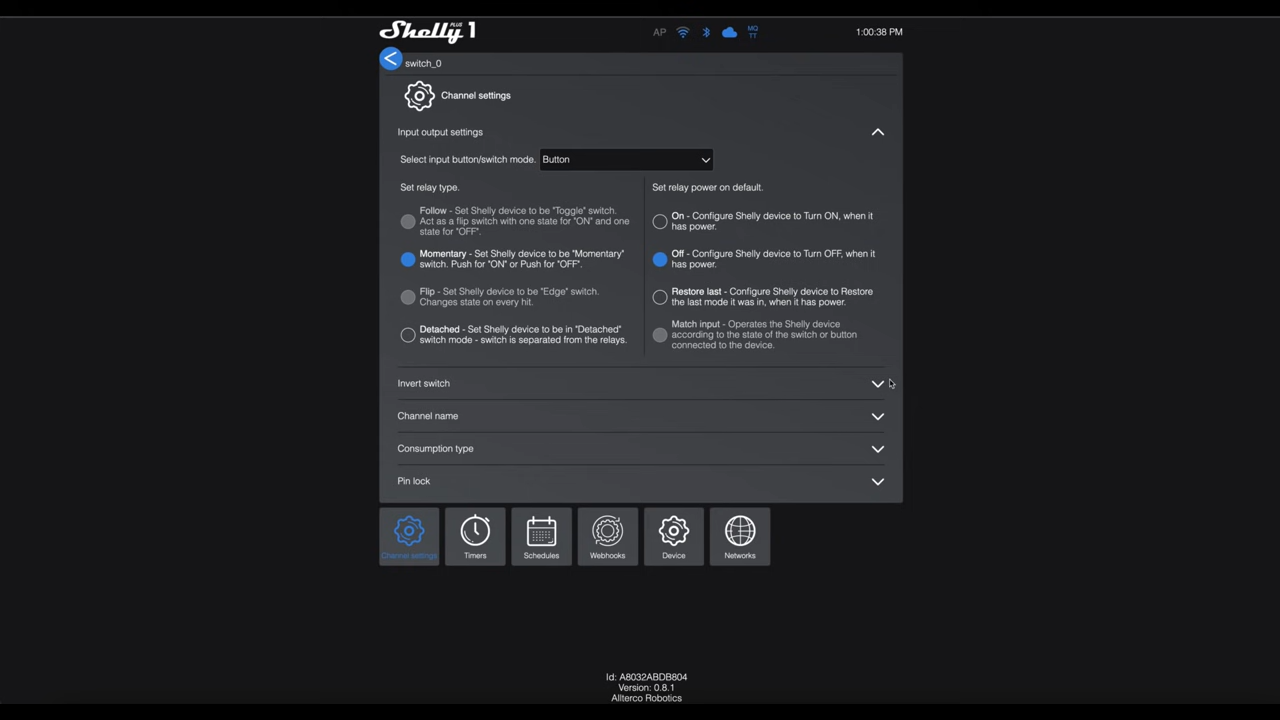 Shelly PLUS 1
AP
MQ
TT
1:00:38 PM
switch_0
Channel settings
Input output settings
Select input button/switch mode. Button
Set relay type.
Follow - Set Shelly device to be "Toggle" switch.
Act as a flip switch with one state for "ON" and one
state for "OFF".
Momentary - Set Shelly device to be "Momentary"
switch. Push for "ON" or Push for "OFF".
Flip - Set Shelly device to be "Edge" switch.
Changes state on every hit.
Detached - Set Shelly device to be in "Detached"
switch mode - switch is separated from the relays.
Set relay power on default.
On - Configure Shelly device to Turn ON, when it
has power.
Off - Configure Shelly device to Turn OFF, when it
has power.
Restore last - Configure Shelly device to Restore
the last mode it was in, when it has power.
Match input - Operates the Shelly device
according to the state of the switch or button
connected to the device.
Invert switch
Channel name
Consumption type
Pin lock
Channel settings
Timers
Schedules
Webhooks
Device
Networks
Id: A8032ABDB804
Version: 0.8.1
Allterco Robotics